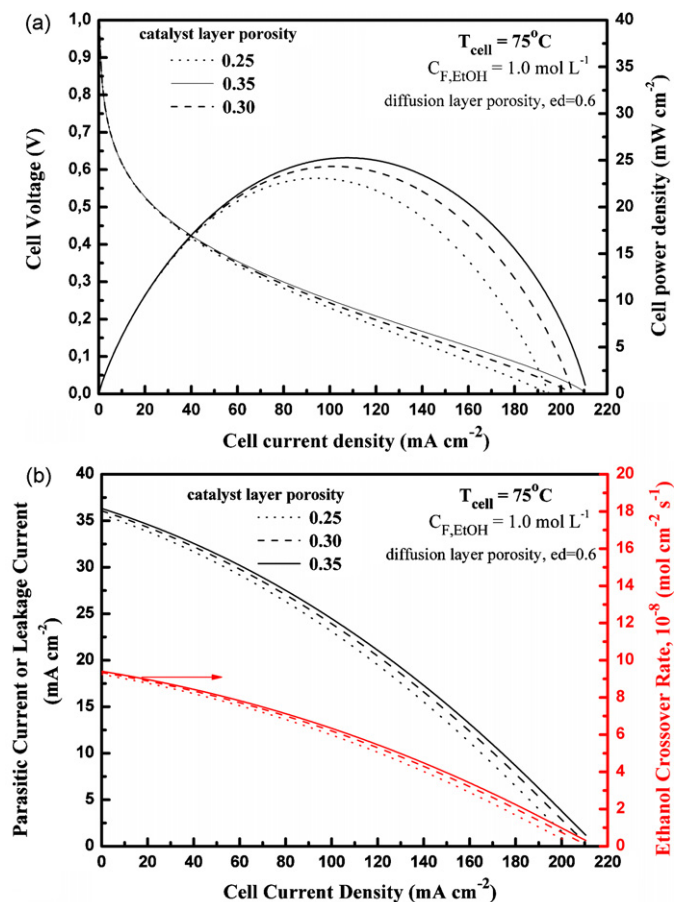 (a)
catalyst layer porosity
0.25
0.35
0.30
T_cell = 75°C
C_F,EtOH = 1.0 mol L⁻¹
diffusion layer porosity, ed=0.6
1,0
0,9
0,8
0,7
0,6
0,5
0,4
0,3
0,2
0,1
0,0
Cell Voltage (V)
40
35
30
25
20
15
10
5
0
Cell power density (mW cm⁻²)
0 20 40 60 80 100 120 140 160 180 200 220
Cell current density (mA cm⁻²)
(b)
catalyst layer porosity
0.25
0.30
0.35
T_cell = 75°C
C_F,EtOH = 1.0 mol L⁻¹
diffusion layer porosity, ed=0.6
40
35
30
25
20
15
10
5
0
Parasitic Current or Leakage Current
(mA cm⁻²)
20
18
16
14
12
10
8
6
4
2
0
Ethanol Crossover Rate, 10⁻⁸ (mol cm⁻² s⁻¹)
0 20 40 60 80 100 120 140 160 180 200 220
Cell Current Density (mA cm⁻²)